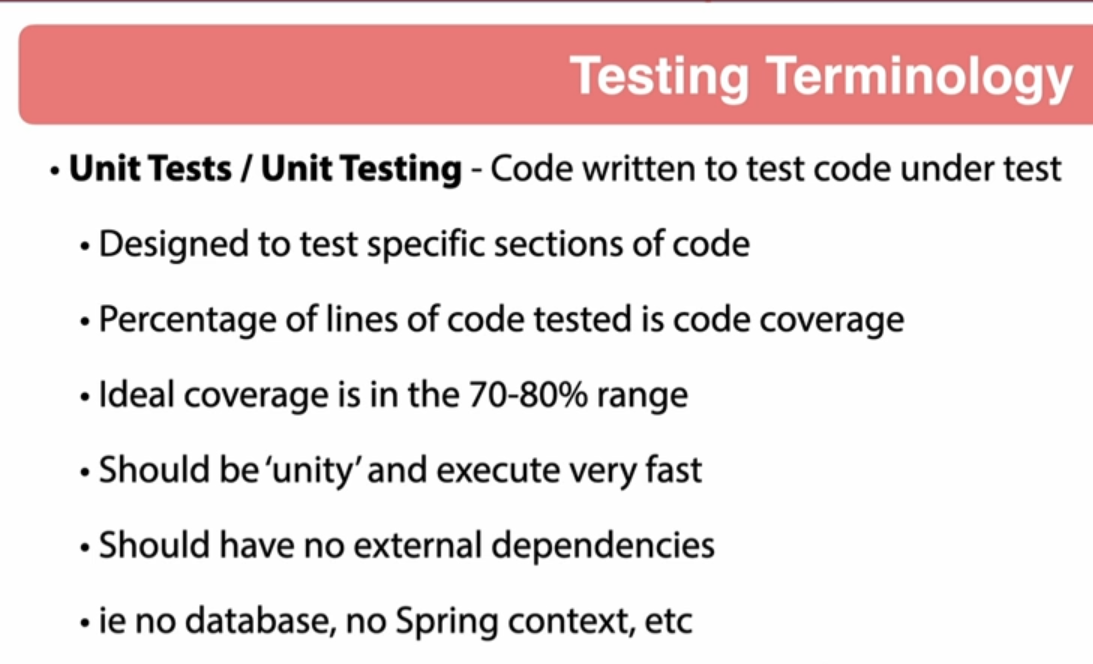 Testing Terminology
• Unit Tests / Unit Testing - Code written to test code under test
• Designed to test specific sections of code
• Percentage of lines of code tested is code coverage
• Ideal coverage is in the 70-80% range
• Should be ‘unity’ and execute very fast
• Should have no external dependencies
• ie no database, no Spring context, etc